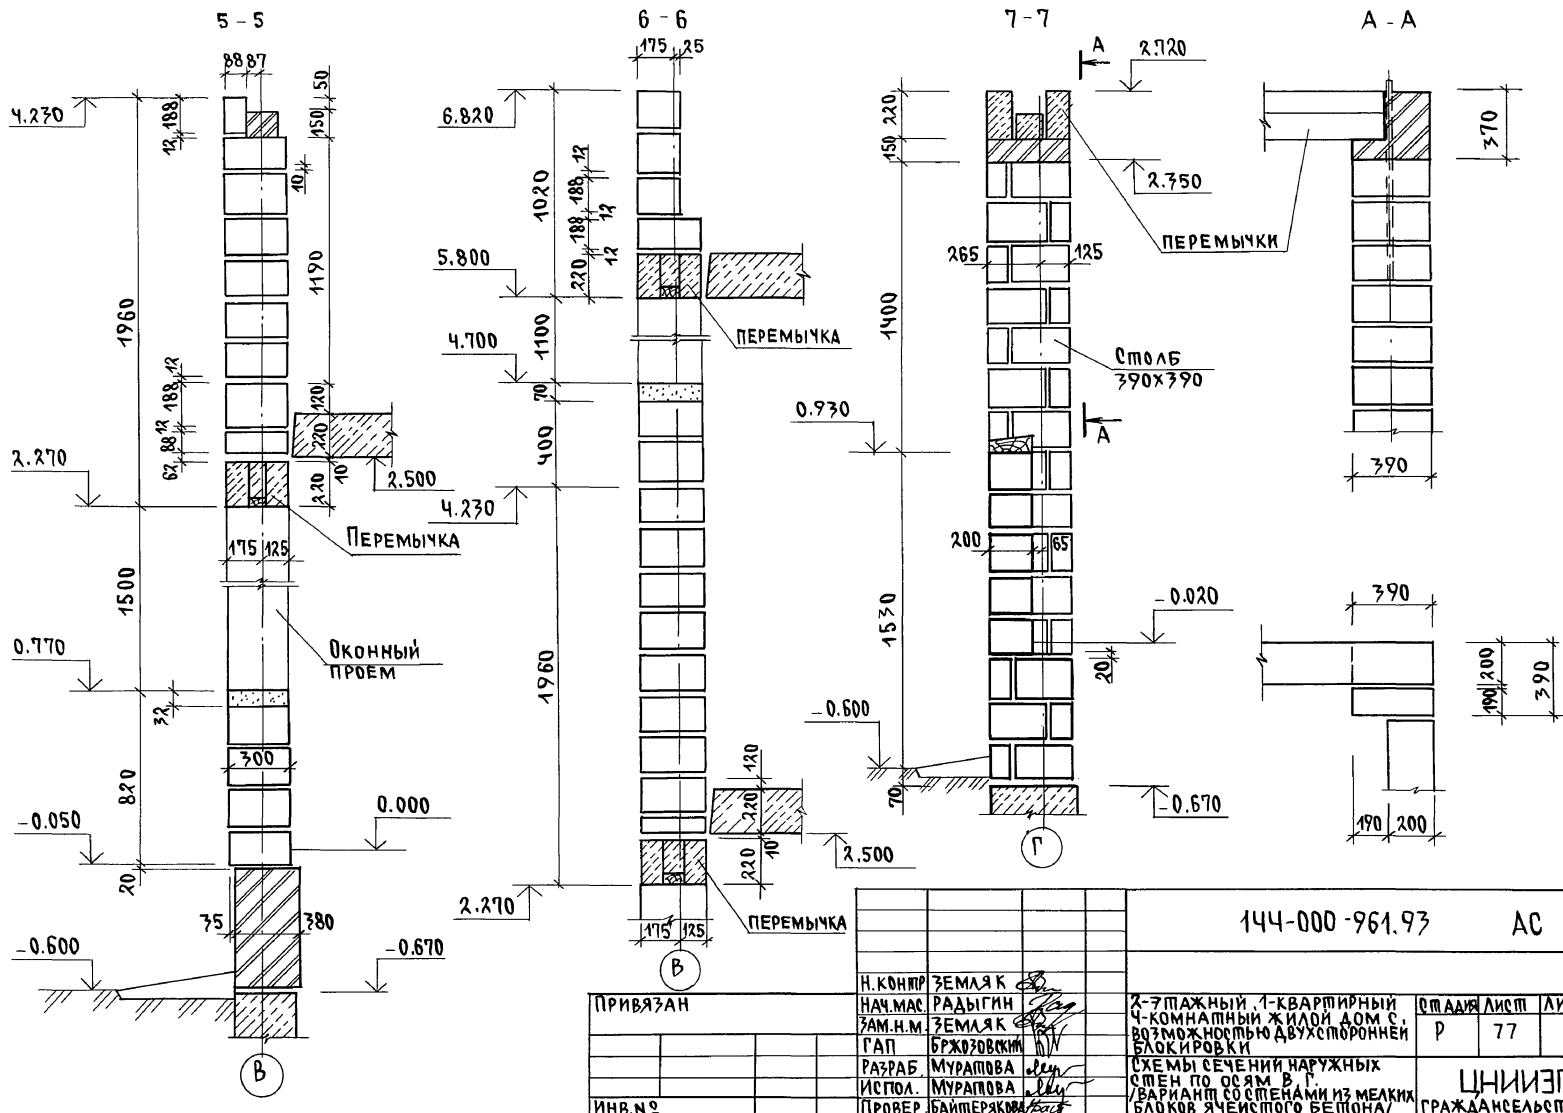 5-5
88 87
50
4.230
188
150
12
10
1960
1190
12
188
120
12
88
220
62
2.270
10
2.500
220
Перемычка
175 125
1500
Оконный
проем
0.770
32
300
820
-0.050
0.000
20
35
380
-0.600
-0.670
В
6-6
175 25
6.820
1020
12
188
12
188
12
5.800
220
перемычка
1100
4.700
70
400
4.230
1960
120
220
10
2.500
220
2.270
перемычка
175 125
В
7-7
А
2.720
220
150
2.350
перемычки
265
125
1400
Столб
390х390
0.930
А
200
65
1530
-0.020
20
-0.600
70
-0.670
Г
А - А
370
390
390
200
190
390
190 200
144-000-961.93 АС
Привязан
Инв.№
Н.контр Земляк
Нач.мас. Радыгин
Зам.н.м. Земляк
ГАП Бржозовский
Разраб. Муратова
Испол. Муратова
Провер. Байтерякова
2-этажный, 1-квартирный
4-комнатный жилой дом с
возможностью двухсторонней
блокировки
Стадия Лист
Р 77
Схемы сечений наружных
стен по осям В, Г.
/вариант со стенами из мелких
блоков ячеистого бетона/
ЦНИИЭП
граждансельстр